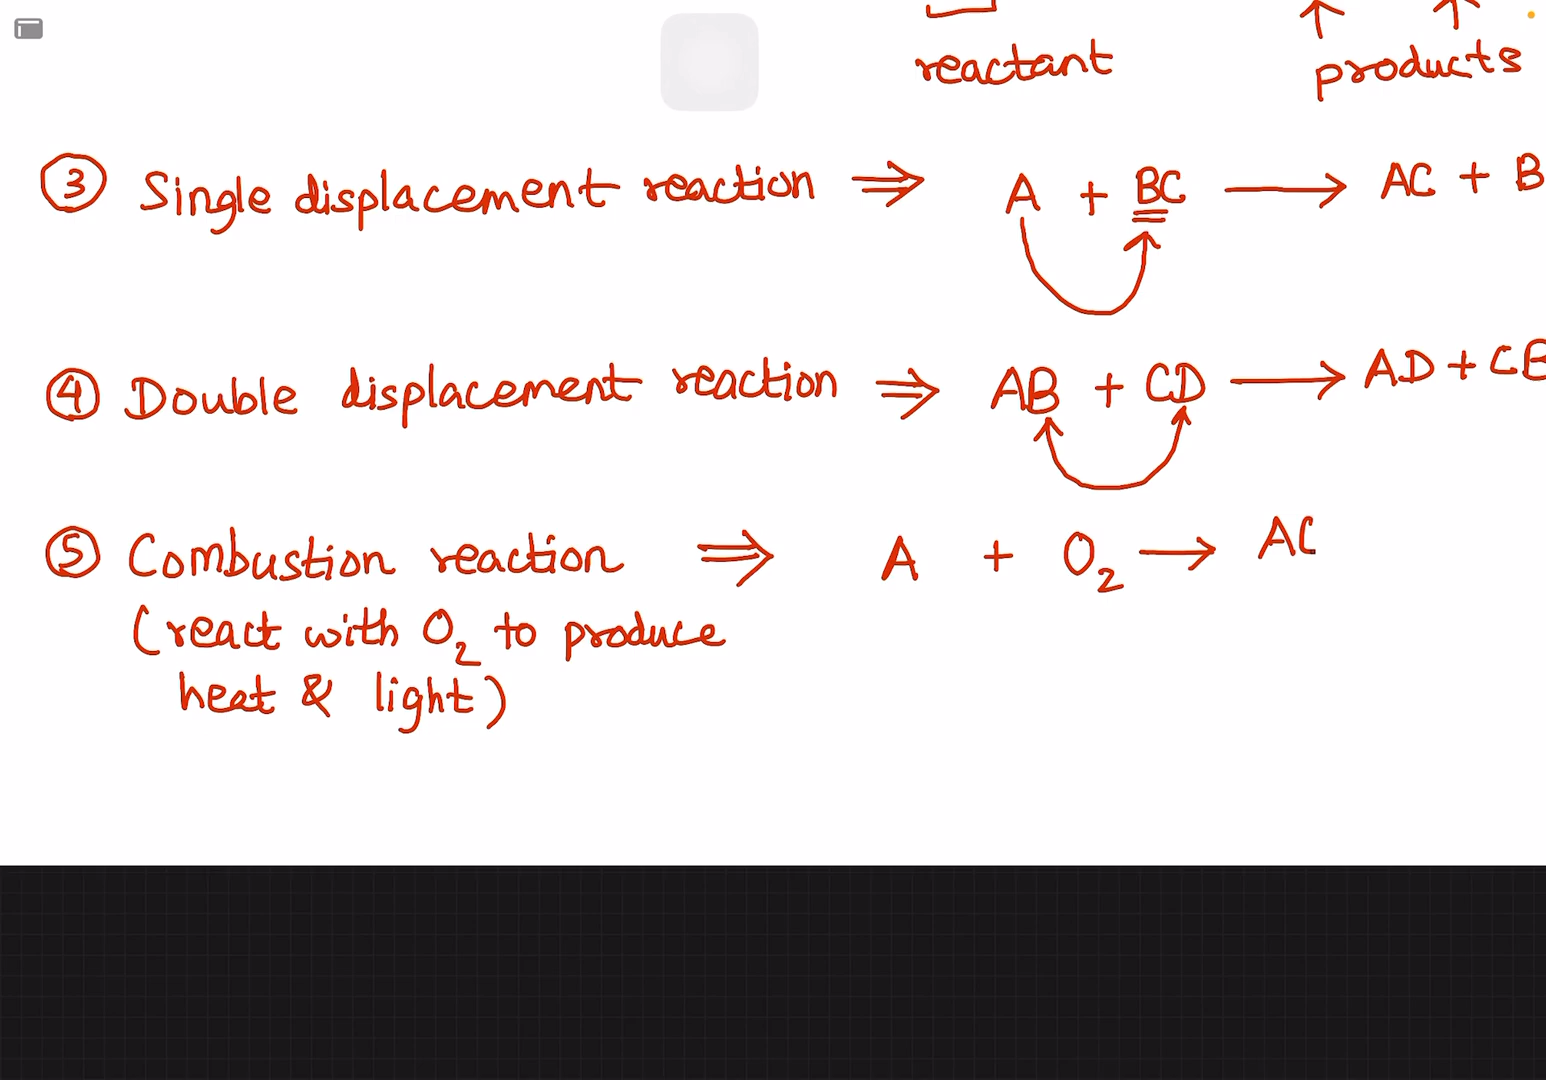 reactant products
③ Single displacement reaction ⇒ A + BC ⟶ AC + B
④ Double displacement reaction ⇒ AB + CD ⟶ AD + CB
⑤ Combustion reaction ⇒ A + O₂ ⟶ AC
(react with O₂ to produce
heat & light)